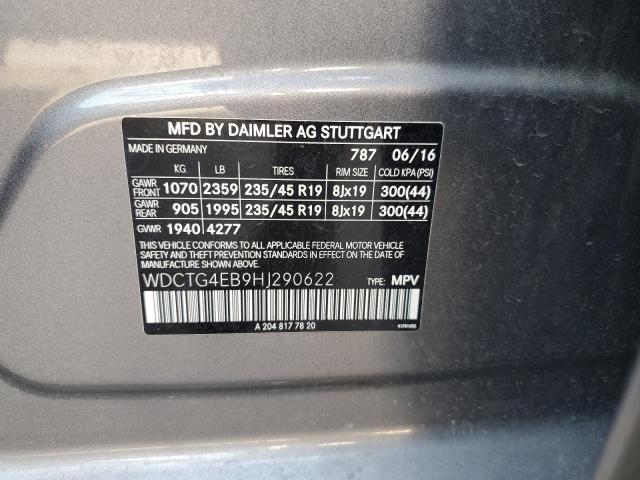 MFD BY DAIMLER AG STUTTGART
MADE IN GERMANY 787 06/16
KG LB TIRES RIM SIZE COLD KPA (PSI)
GAWR FRONT 1070 2359 235/45 R19 8Jx19 300(44)
GAWR REAR 905 1995 235/45 R19 8Jx19 300(44)
GVWR 1940 4277
THIS VEHICLE CONFORMS TO ALL APPLICABLE FEDERAL MOTOR VEHICLE
SAFETY AND THEFT PREVENTION STANDARDS
IN EFFECT ON THE DATE OF MANUFACTURE SHOWN ABOVE.
WDCTG4EB9HJ290622 TYPE: MPV
A 204 817 78 20